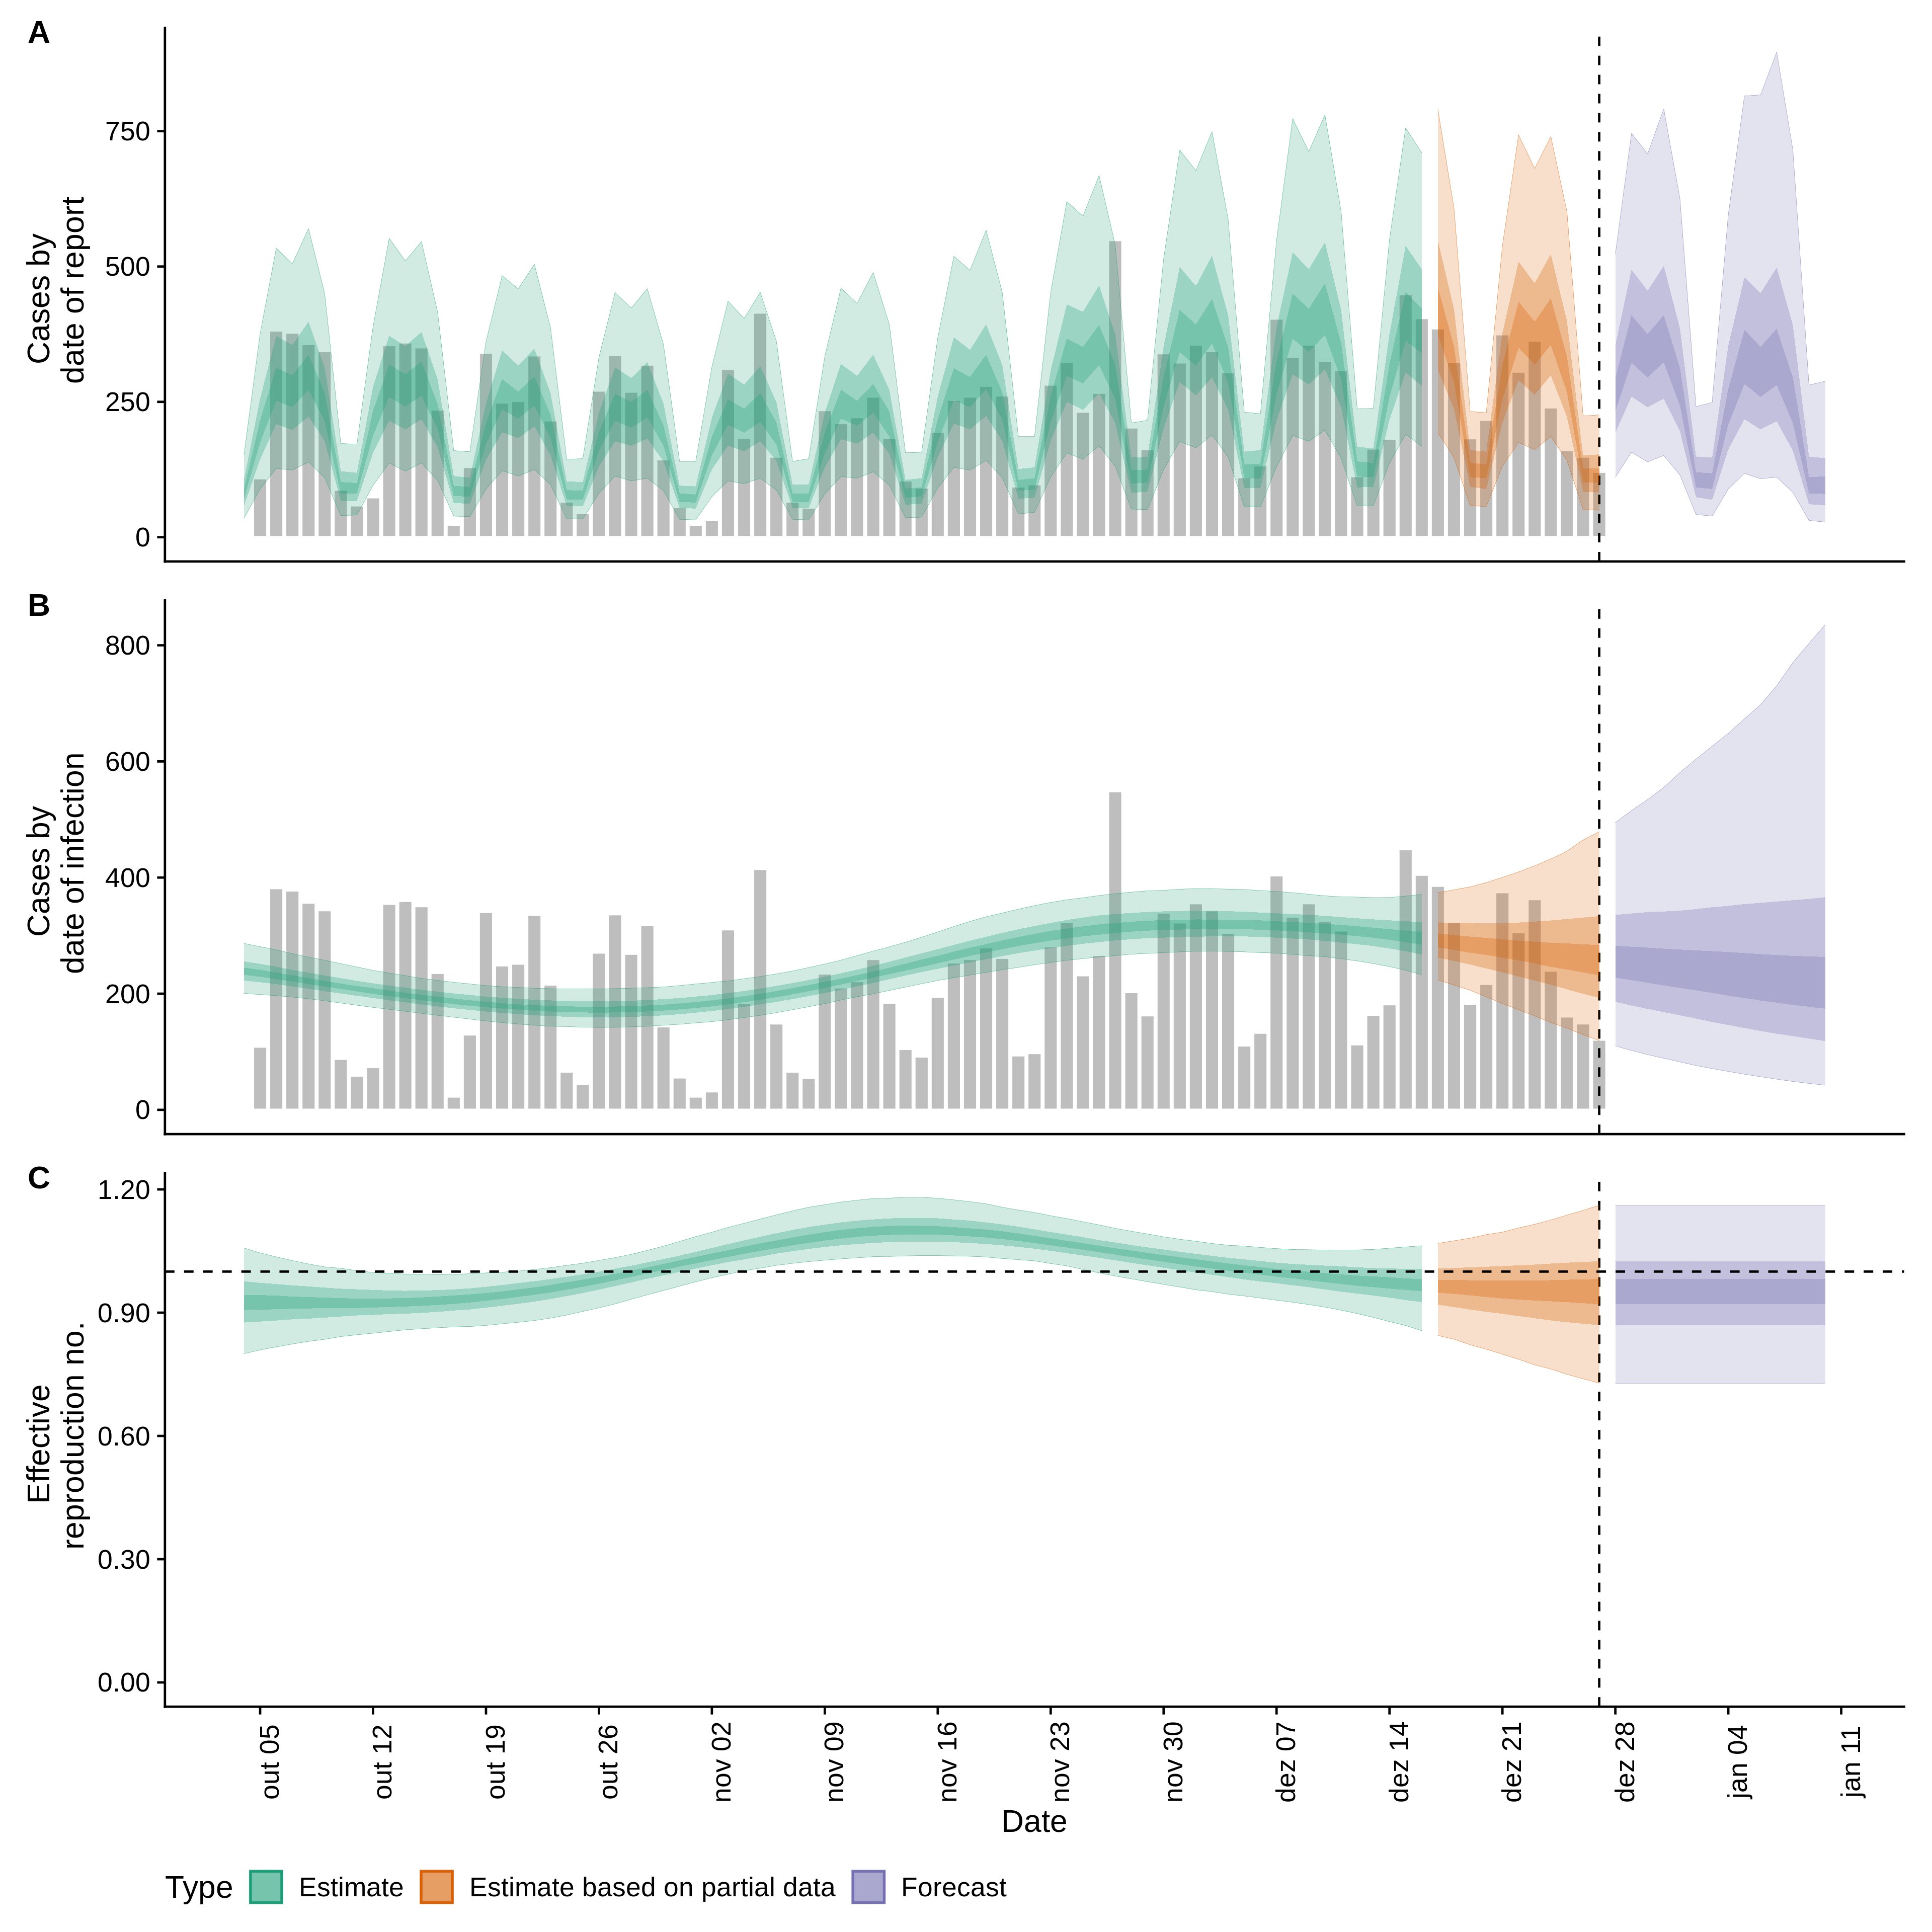 A
Cases by
date of report
750
500
250
0
B
Cases by
date of infection
800
600
400
200
0
C
Effective
reproduction no.
1.20
0.90
0.60
0.30
0.00
out 05
out 12
out 19
out 26
nov 02
nov 09
nov 16
nov 23
nov 30
dez 07
dez 14
dez 21
dez 28
jan 04
jan 11
Date
Type
Estimate
Estimate based on partial data
Forecast